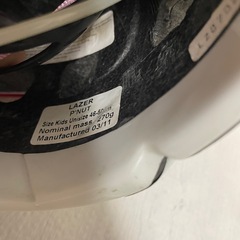 LAZER
P'NUT
Size Kids Unisize 46-50cm
Nominal mass 270g
Manufactured 03/11